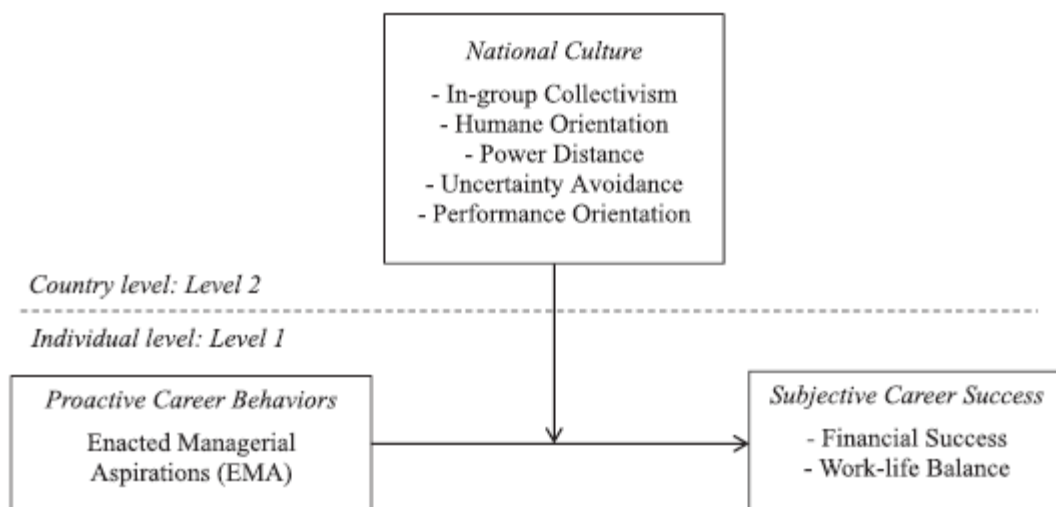 National Culture
- In-group Collectivism
- Humane Orientation
- Power Distance
- Uncertainty Avoidance
- Performance Orientation
Country level: Level 2
Individual level: Level 1
Proactive Career Behaviors
Enacted Managerial
Aspirations (EMA)
Subjective Career Success
- Financial Success
- Work-life Balance